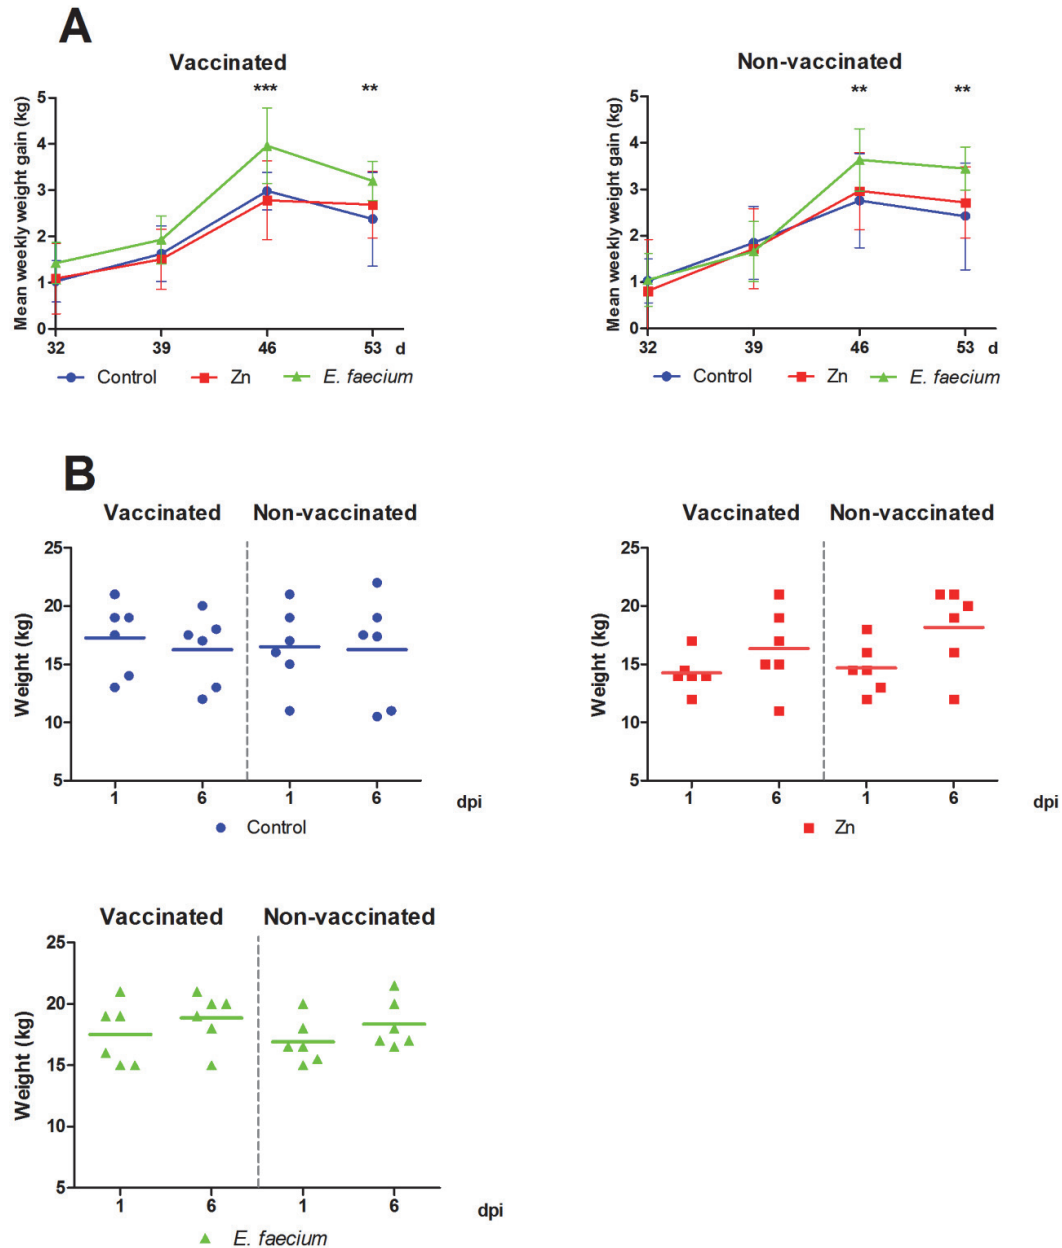 A
Vaccinated
Non-vaccinated
*** **
** **
Mean weekly weight gain (kg)
5
4
3
2
1
0
32 39 46 53 d
Control Zn E. faecium
Mean weekly weight gain (kg)
5
4
3
2
1
0
32 39 46 53 d
Control Zn E. faecium
B
Vaccinated Non-vaccinated
Weight (kg)
25
20
15
10
5
1 6 1 6 dpi
Control
Vaccinated Non-vaccinated
Weight (kg)
25
20
15
10
5
1 6 1 6 dpi
Zn
Vaccinated Non-vaccinated
Weight (kg)
25
20
15
10
5
1 6 1 6 dpi
E. faecium